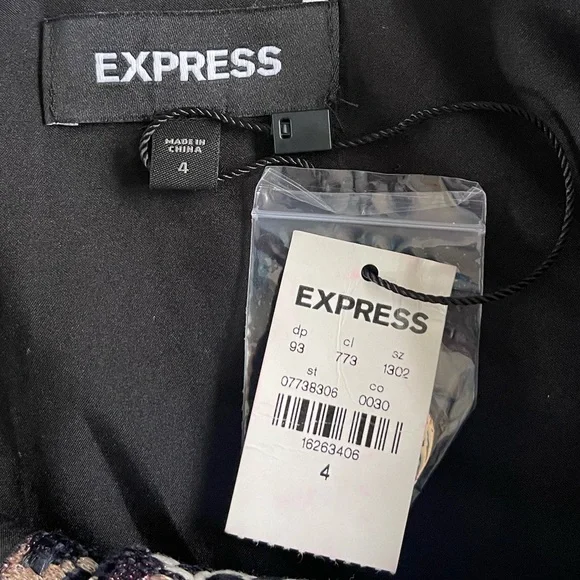 EXPRESS
MADE IN
CHINA
4
EXPRESS
dp cl sz
93 773 1302
st co
07738306 0030
16263406
4